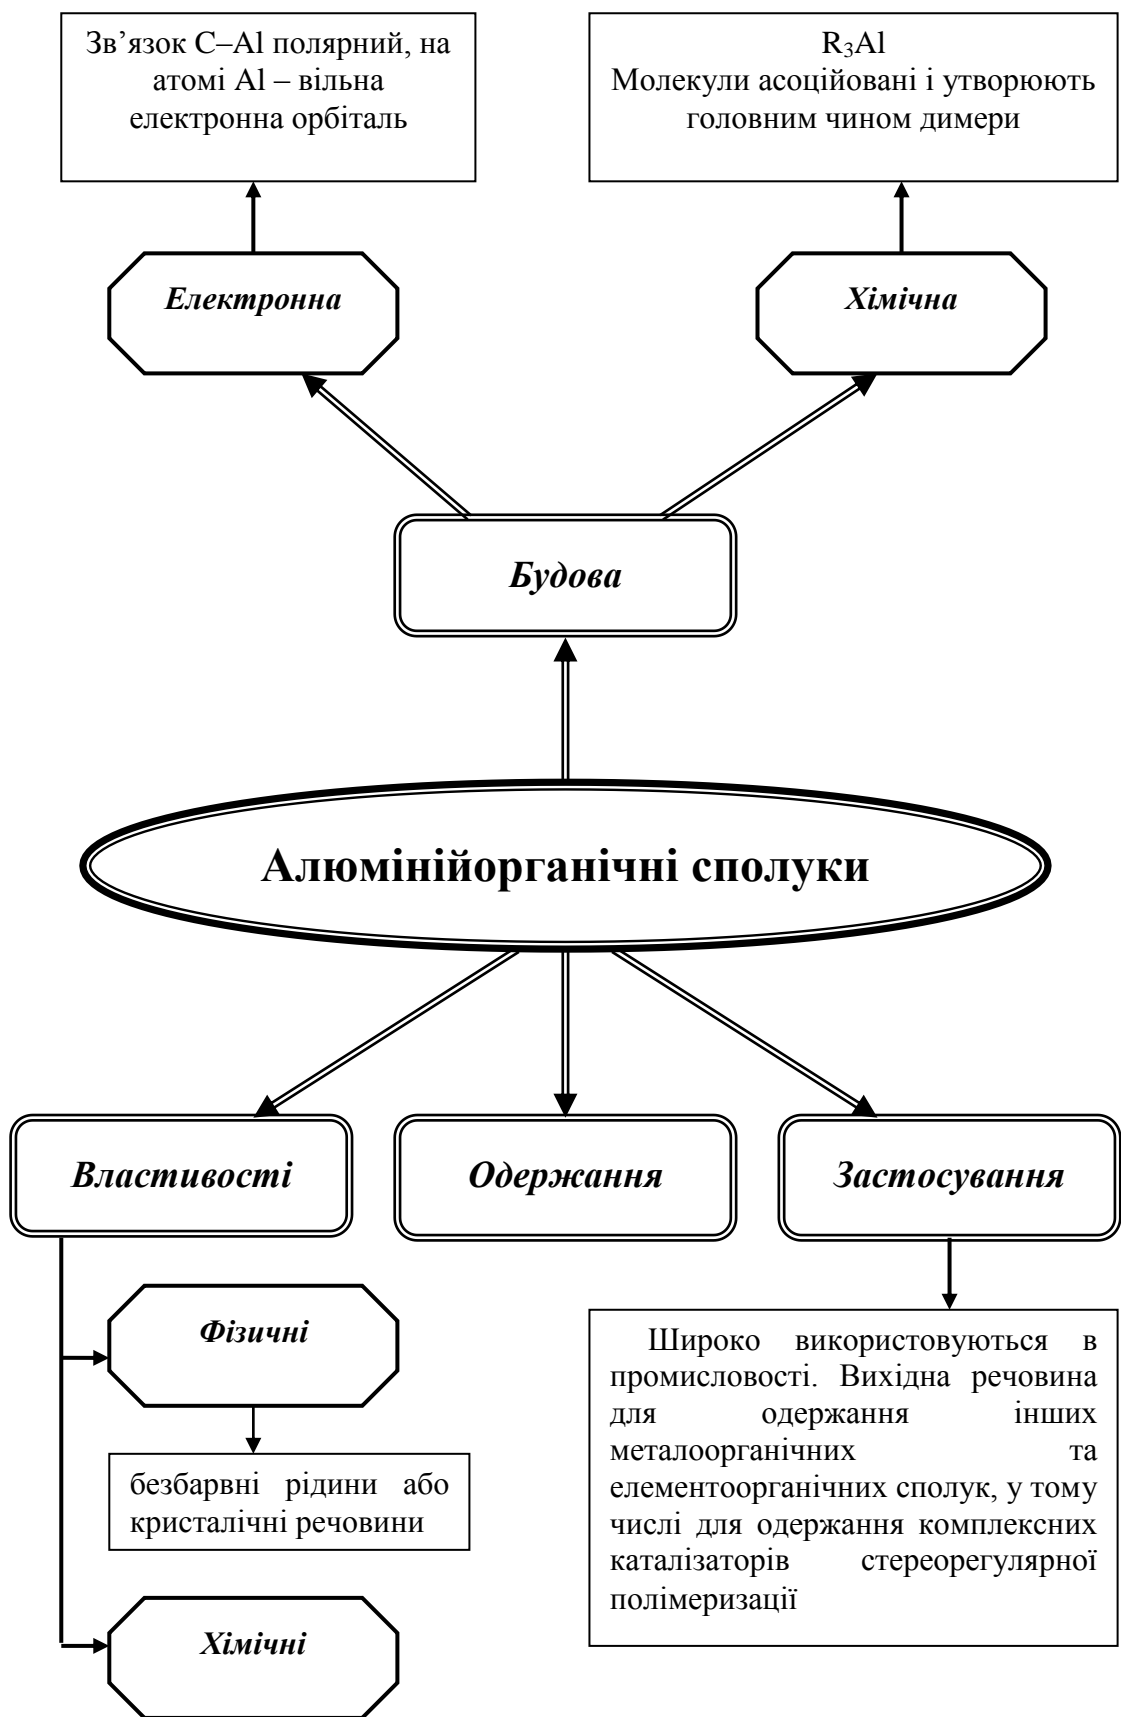 Зв’язок C–Al полярний, на
атомі Al – вільна
електронна орбіталь
R₃Al
Молекули асоційовані і утворюють
головним чином димери
Електронна
Хімічна
Будова
Алюмінійорганічні сполуки
Властивості
Одержання
Застосування
Фізичні
безбарвні рідини або
кристалічні речовини
Хімічні
Широко використовуються в
промисловості. Вихідна речовина
для одержання інших
металоорганічних та
елементоорганічних сполук, у тому
числі для одержання комплексних
каталізаторів стереорегулярної
полімеризації